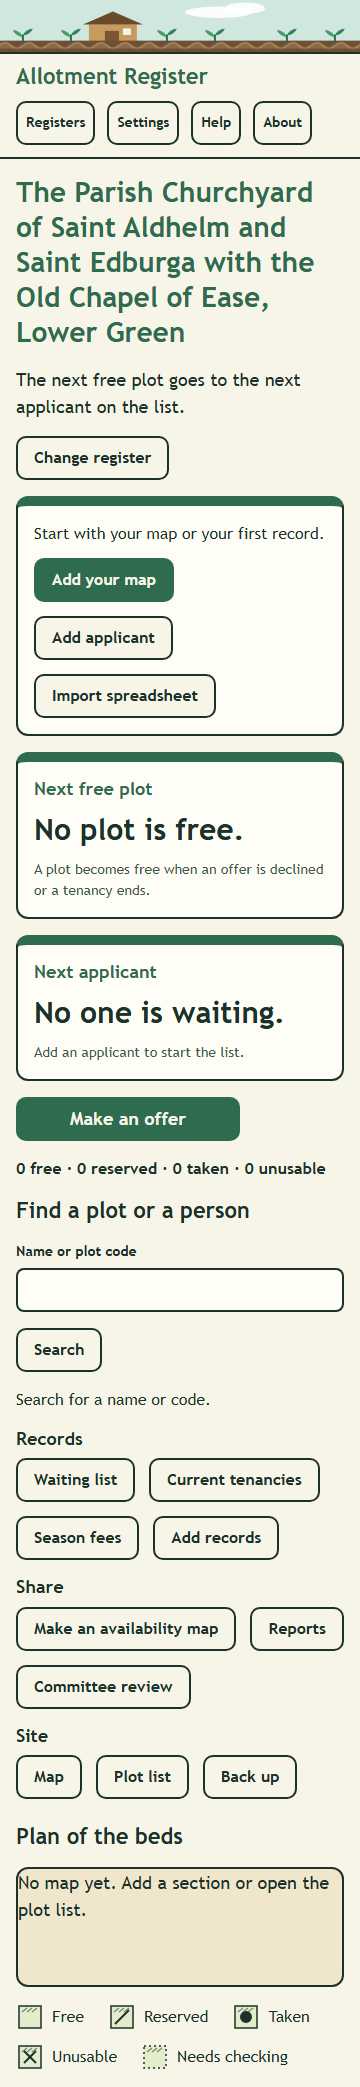 Allotment Register
Registers Settings Help About
The Parish Churchyard
of Saint Aldhelm and
Saint Edburga with the
Old Chapel of Ease,
Lower Green
The next free plot goes to the next
applicant on the list.
Change register
Start with your map or your first record.
Add your map
Add applicant
Import spreadsheet
Next free plot
No plot is free.
A plot becomes free when an offer is declined
or a tenancy ends.
Next applicant
No one is waiting.
Add an applicant to start the list.
Make an offer
0 free · 0 reserved · 0 taken · 0 unusable
Find a plot or a person
Name or plot code
Search
Search for a name or code.
Records
Waiting list Current tenancies
Season fees Add records
Share
Make an availability map Reports
Committee review
Site
Map Plot list Back up
Plan of the beds
No map yet. Add a section or open the
plot list.
Free Reserved Taken
Unusable Needs checking